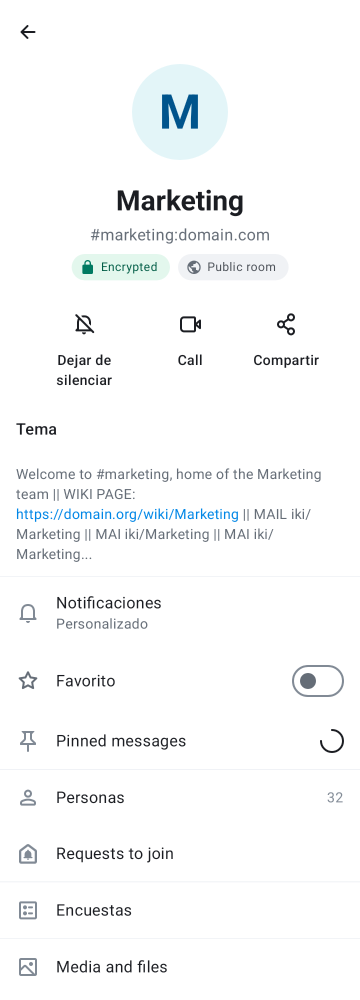 M
Marketing
#marketing:domain.com
Encrypted
Public room
Dejar de
silenciar
Call
Compartir
Tema
Welcome to #marketing, home of the Marketing
team || WIKI PAGE:
https://domain.org/wiki/Marketing || MAIL iki/
Marketing || MAI iki/Marketing || MAI iki/
Marketing...
Notificaciones
Personalizado
Favorito
Pinned messages
Personas
32
Requests to join
Encuestas
Media and files